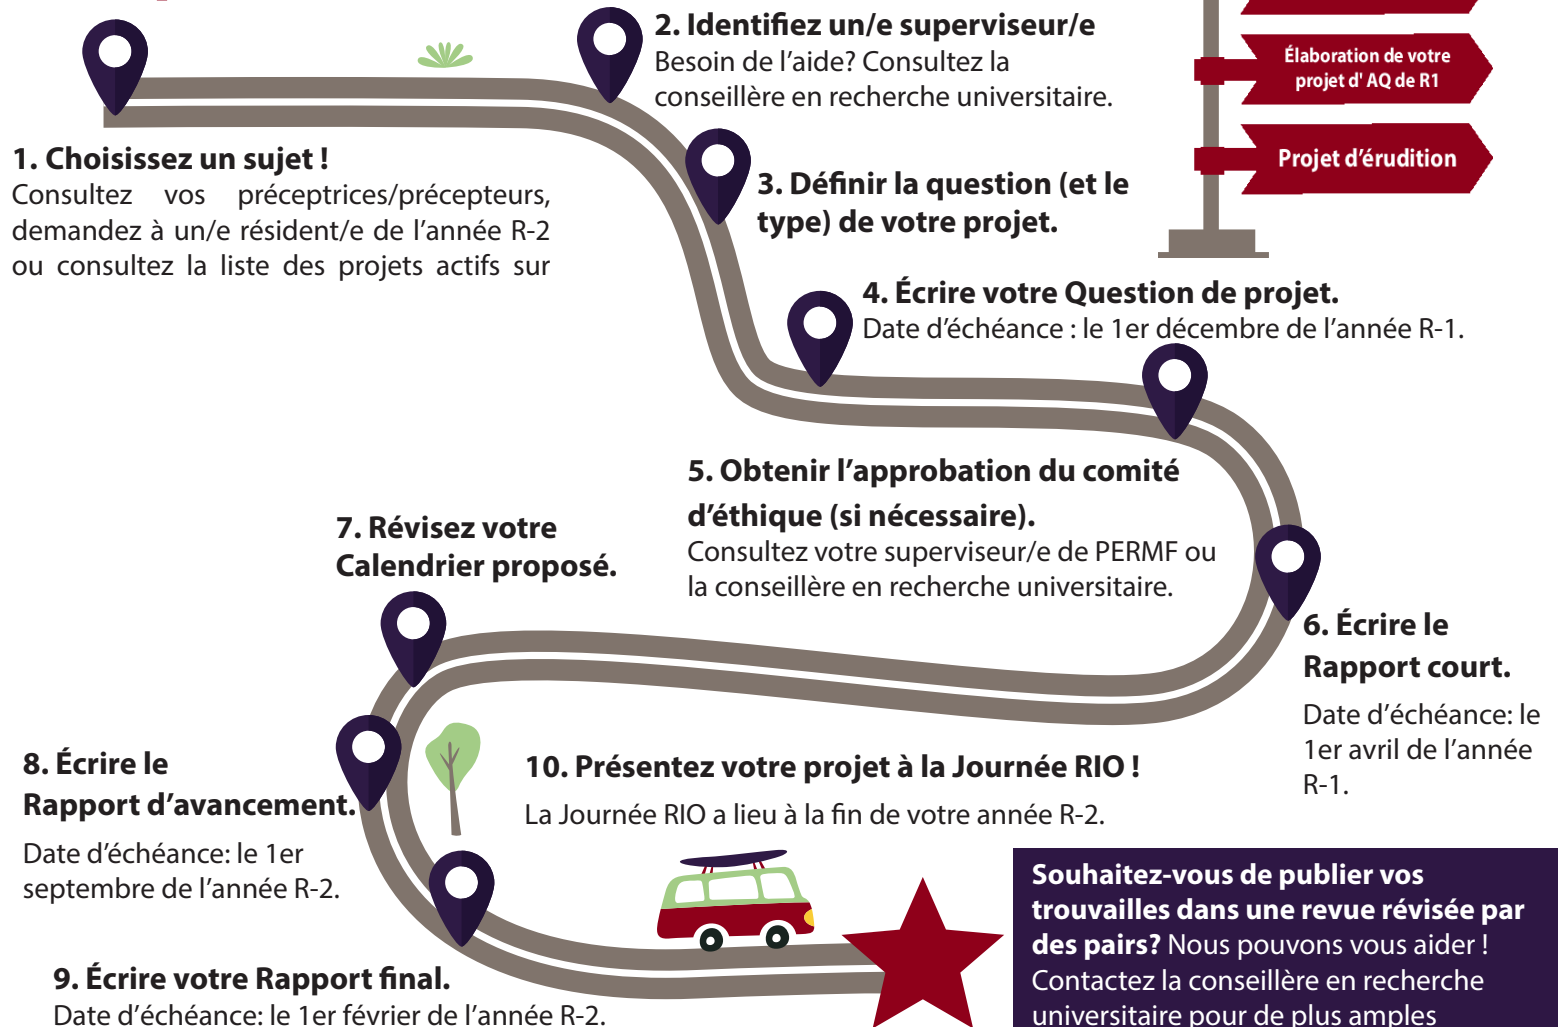 1. Choisissez un sujet !
Consultez vos préceptrices/précepteurs,
demandez à un/e résident/e de l'année R-2
ou consultez la liste des projets actifs sur
2. Identifiez un/e superviseur/e
Besoin de l'aide? Consultez la
conseillère en recherche universitaire.
Élaboration de votre
projet d' AQ de R1
Projet d'érudition
3. Définir la question (et le
type) de votre projet.
4. Écrire votre Question de projet.
Date d'échéance : le 1er décembre de l'année R-1.
5. Obtenir l'approbation du comité
d'éthique (si nécessaire).
Consultez votre superviseur/e de PERMF ou
la conseillère en recherche universitaire.
6. Écrire le
Rapport court.
Date d'échéance: le
1er avril de l'année
R-1.
7. Révisez votre
Calendrier proposé.
8. Écrire le
Rapport d'avancement.
Date d'échéance: le 1er
septembre de l'année R-2.
9. Écrire votre Rapport final.
Date d'échéance: le 1er février de l'année R-2.
10. Présentez votre projet à la Journée RIO !
La Journée RIO a lieu à la fin de votre année R-2.
Souhaitez-vous de publier vos
trouvailles dans une revue révisée par
des pairs? Nous pouvons vous aider !
Contactez la conseillère en recherche
universitaire pour de plus amples